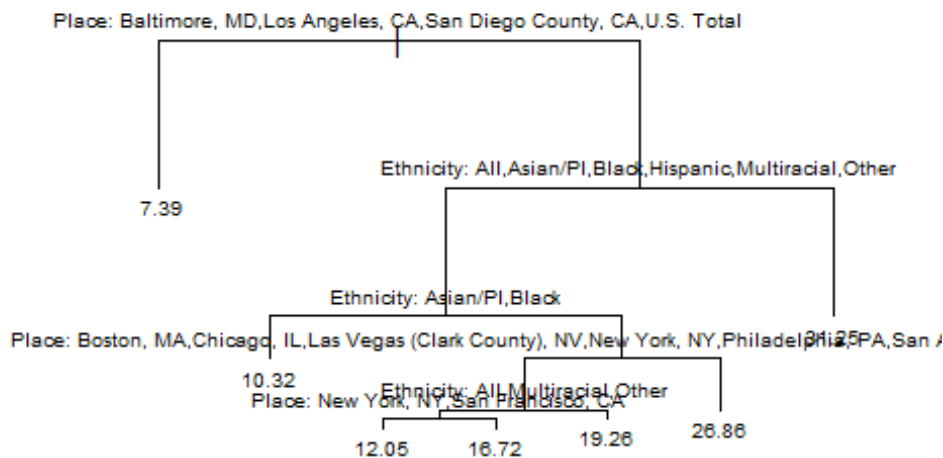 Place: Baltimore, MD,Los Angeles, CA,San Diego County, CA,U.S. Total
Ethnicity: All,Asian/PI,Black,Hispanic,Multiracial,Other
7.39
Ethnicity: Asian/PI,Black
Place: Boston, MA,Chicago, IL,Las Vegas (Clark County), NV,New York, NY,Philadelphia, PA,San A
31.25
10.32
Ethnicity: All,Multiracial,Other
Place: New York, NY,San Francisco, CA
12.05
16.72
19.26
26.86